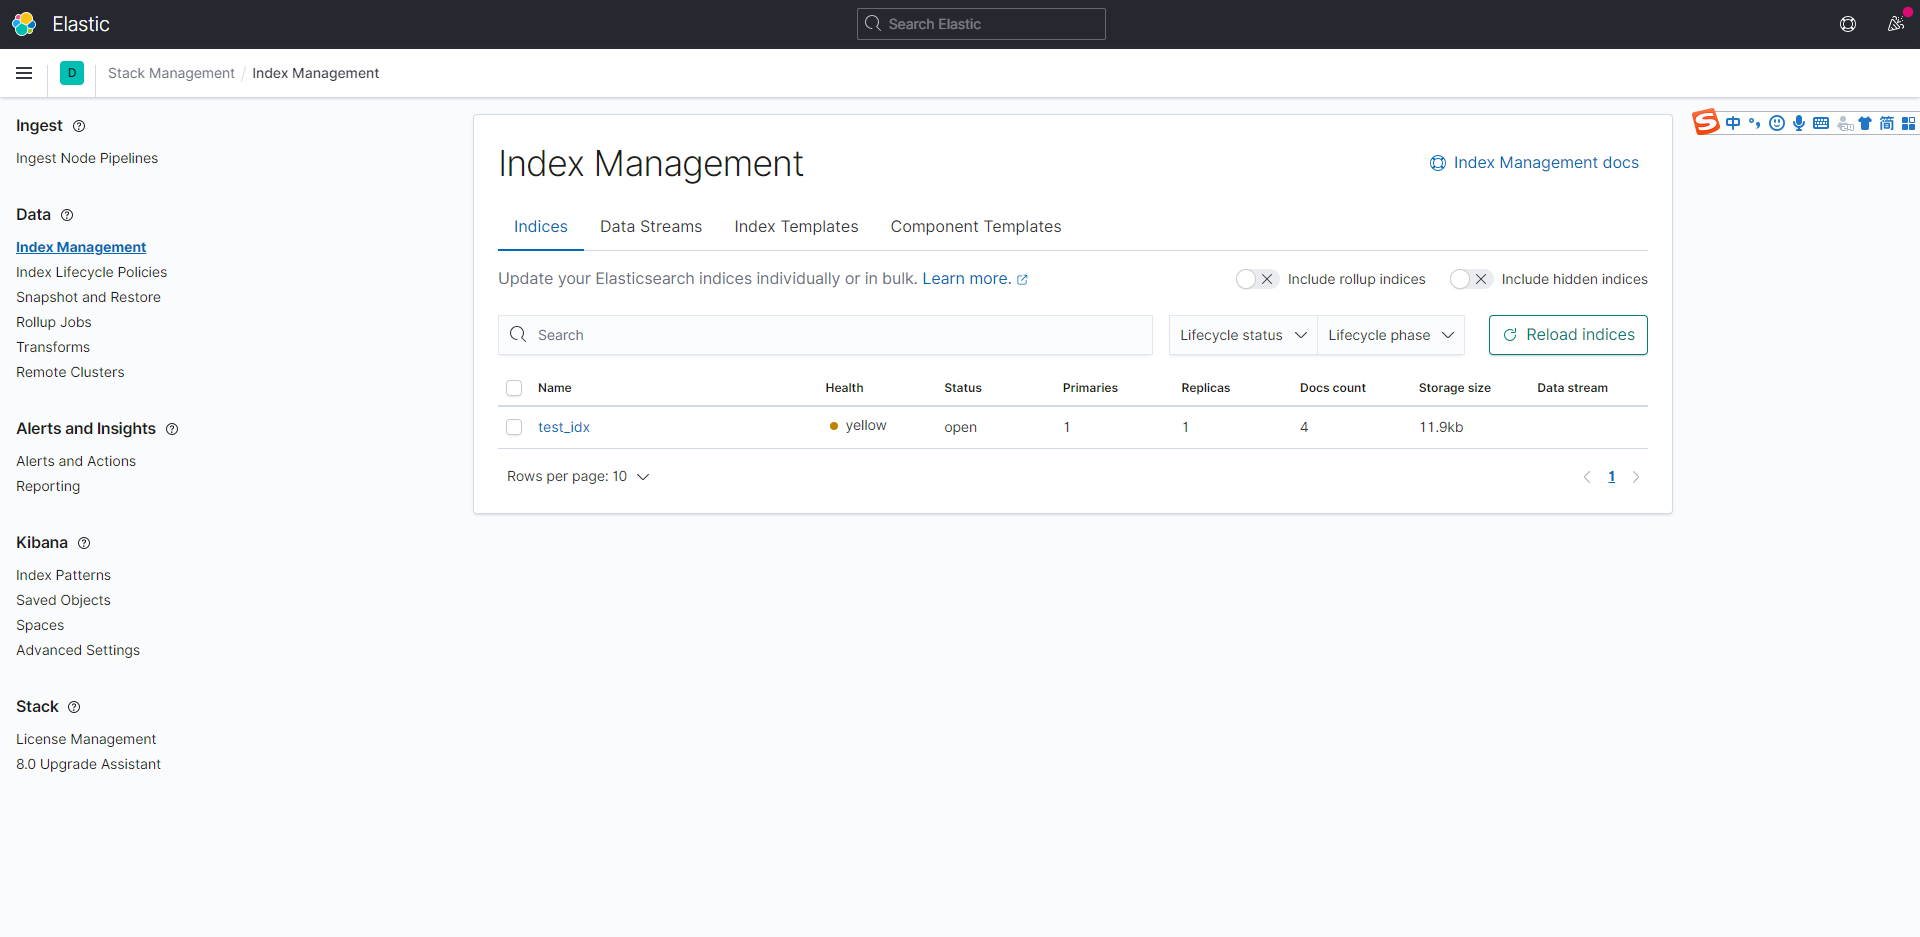 Elastic
Search Elastic
D
Stack Management / Index Management
中 简
Ingest
Ingest Node Pipelines
Data
Index Management
Index Lifecycle Policies
Snapshot and Restore
Rollup Jobs
Transforms
Remote Clusters
Alerts and Insights
Alerts and Actions
Reporting
Kibana
Index Patterns
Saved Objects
Spaces
Advanced Settings
Stack
License Management
8.0 Upgrade Assistant
Index Management
Index Management docs
Indices Data Streams Index Templates Component Templates
Update your Elasticsearch indices individually or in bulk. Learn more. Include rollup indices Include hidden indices
Search Lifecycle status Lifecycle phase Reload indices
Name Health Status Primaries Replicas Docs count Storage size Data stream
test_idx yellow open 1 1 4 11.9kb
Rows per page: 10 1